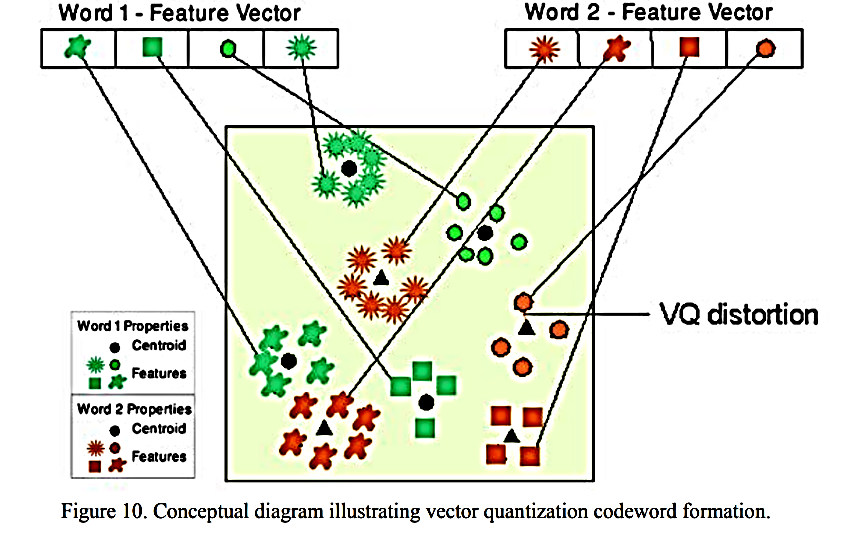 Word 1 - Feature Vector
Word 2 - Feature Vector
VQ distortion
Word 1 Properties
Centroid
Features
Word 2 Properties
Centroid
Features
Figure 10. Conceptual diagram illustrating vector quantization codeword formation.